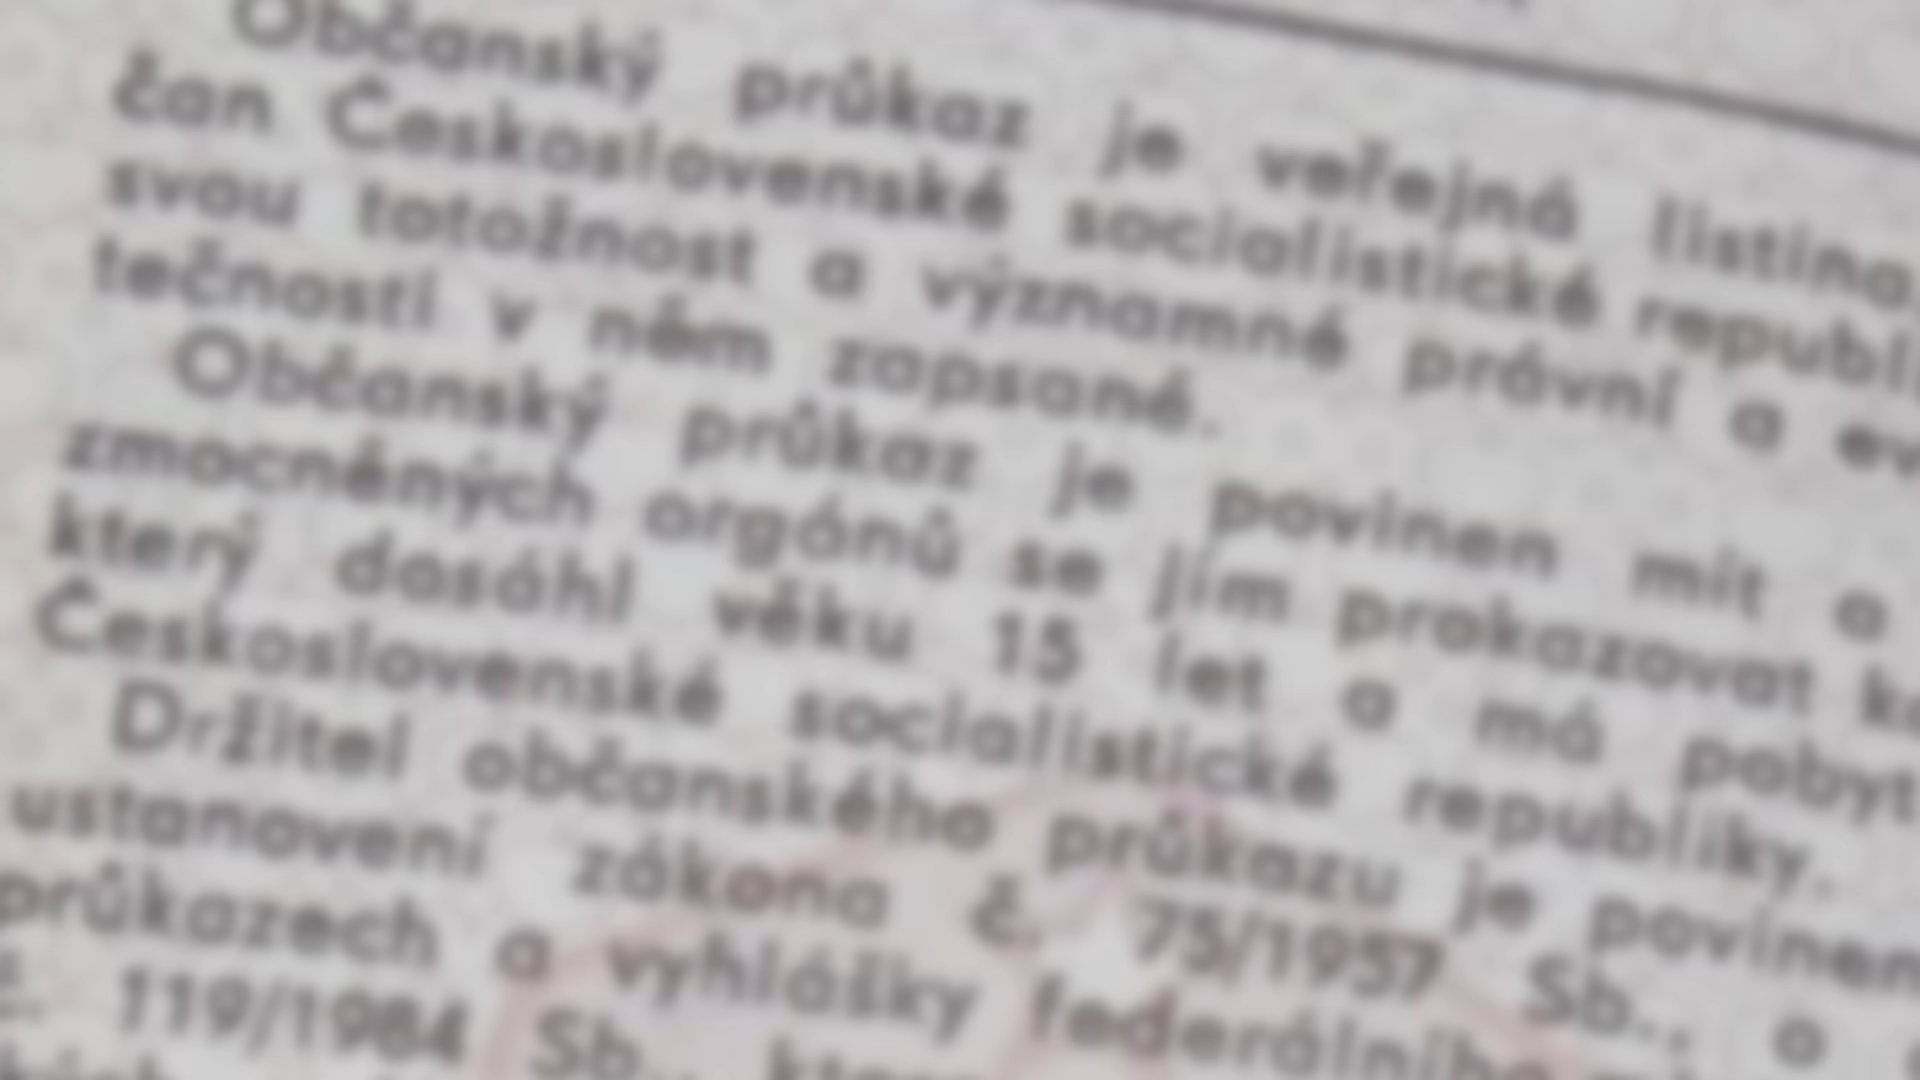 Občanský průkaz je veřejná listina,
čan Československé socialistické republi
svou totožnost a významné právní a ev
tečnosti v něm zapsané.
Občanský průkaz je povinen mít a
zmocněných orgánů se jím prokazovat ka
který dosáhl věku 15 let a má pobyt
Československé socialistické republiky.
Držitel občanského průkazu je povinen
ustanovení zákona č. 75/1957 Sb., o
průkazech a vyhlášky federálního
č. 119/1984 Sb.,